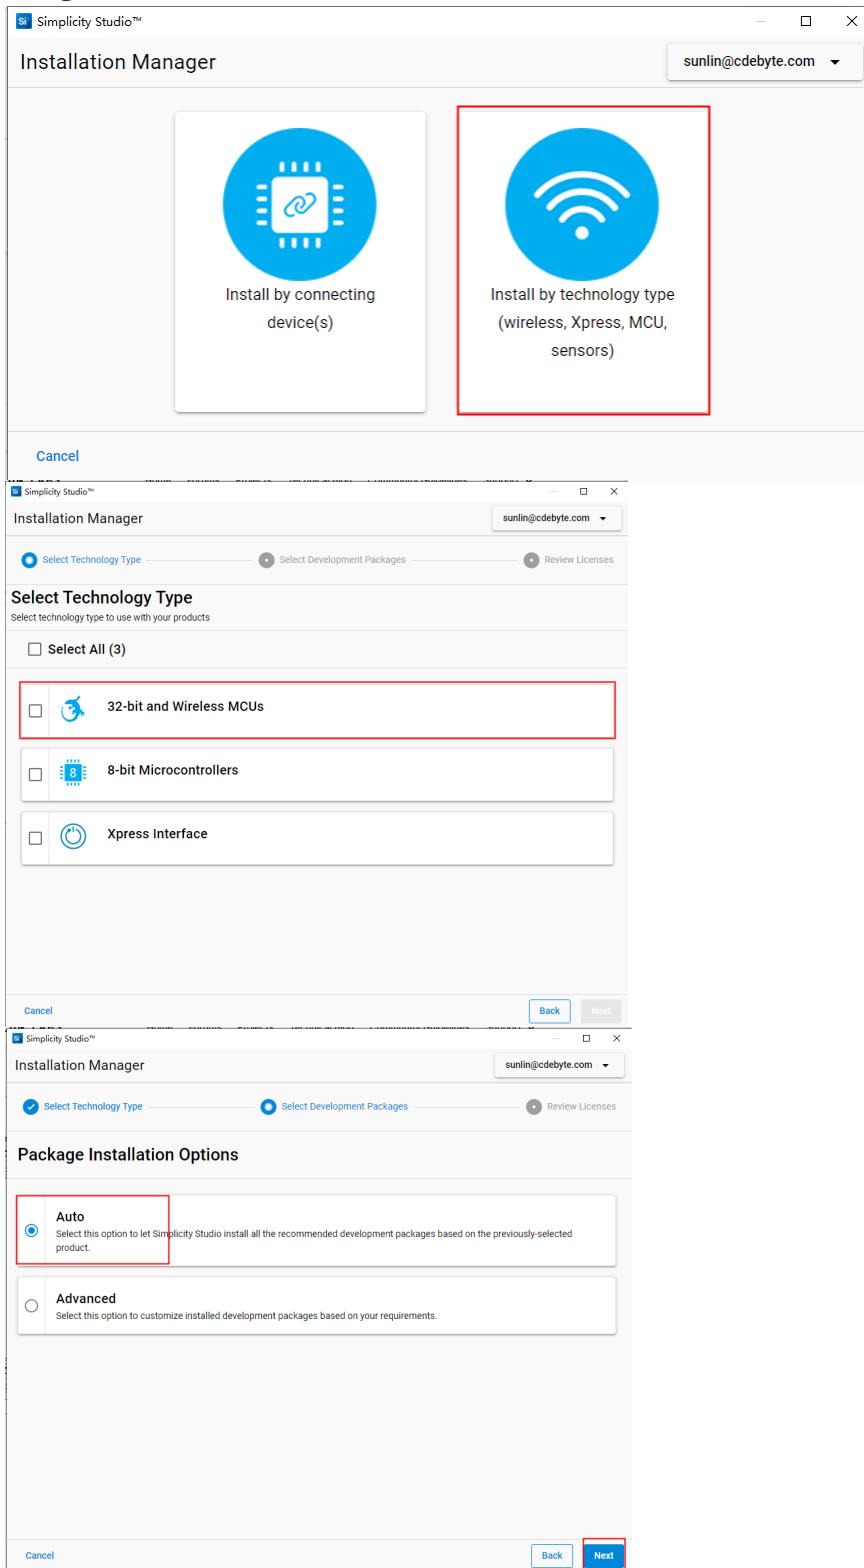 Simplicity Studio™
Installation Manager
sunlin@cdebyte.com
Install by connecting
device(s)
Install by technology type
(wireless, Xpress, MCU,
sensors)
Cancel
Simplicity Studio™
Installation Manager
sunlin@cdebyte.com
Select Technology Type
Select Development Packages
Review Licenses
Select Technology Type
Select technology type to use with your products
Select All (3)
32-bit and Wireless MCUs
8
8-bit Microcontrollers
Xpress Interface
Cancel
Back
Next
Simplicity Studio™
Installation Manager
sunlin@cdebyte.com
Select Technology Type
Select Development Packages
Review Licenses
Package Installation Options
Auto
Select this option to let Simplicity Studio install all the recommended development packages based on the previously-selected
product.
Advanced
Select this option to customize installed development packages based on your requirements.
Cancel
Back
Next